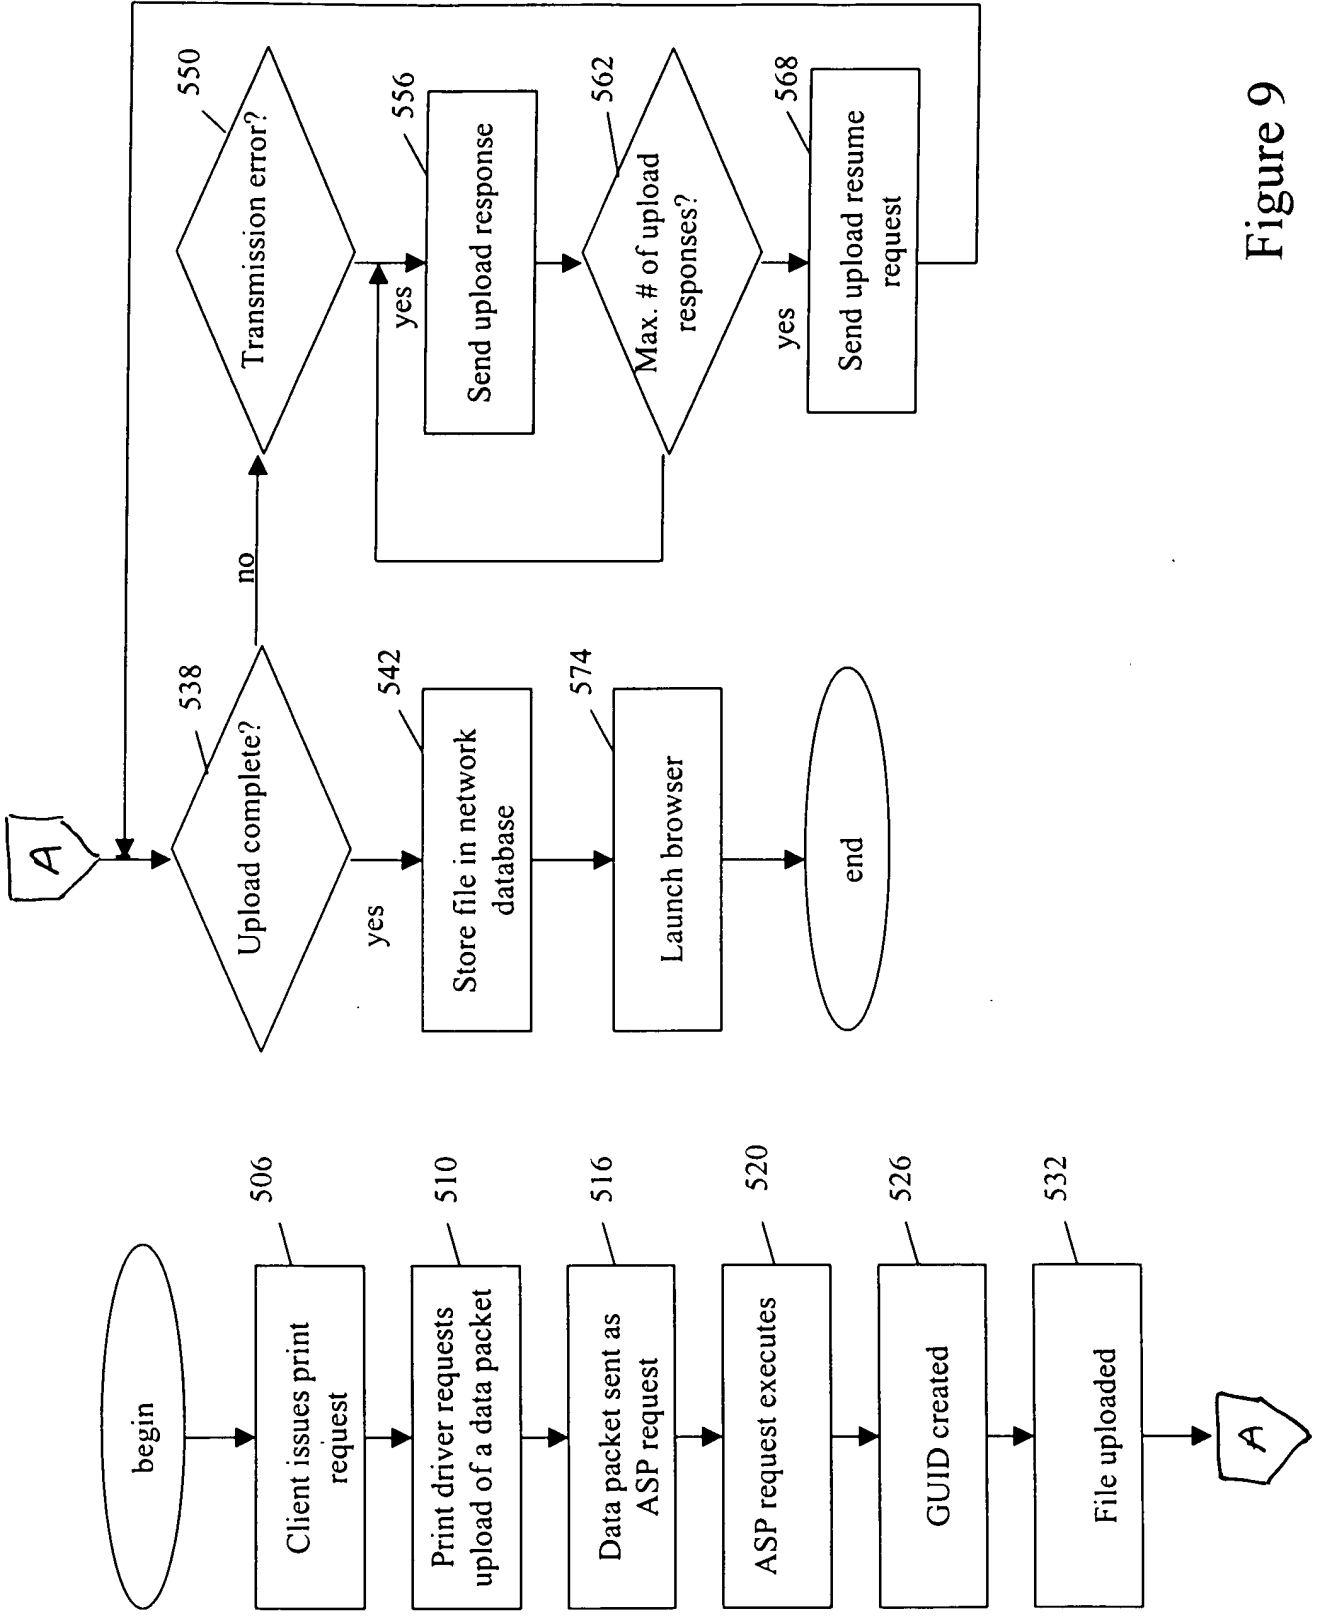 begin
506
Client issues print
request
510
Print driver requests
upload of a data packet
516
Data packet sent as
ASP request
520
ASP request executes
526
GUID created
532
File uploaded
A
A
538
Upload complete?
no
yes
542
Store file in network
database
574
Launch browser
end
550
Transmission error?
yes
556
Send upload response
562
Max. # of upload
responses?
yes
568
Send upload resume
request
Figure 9